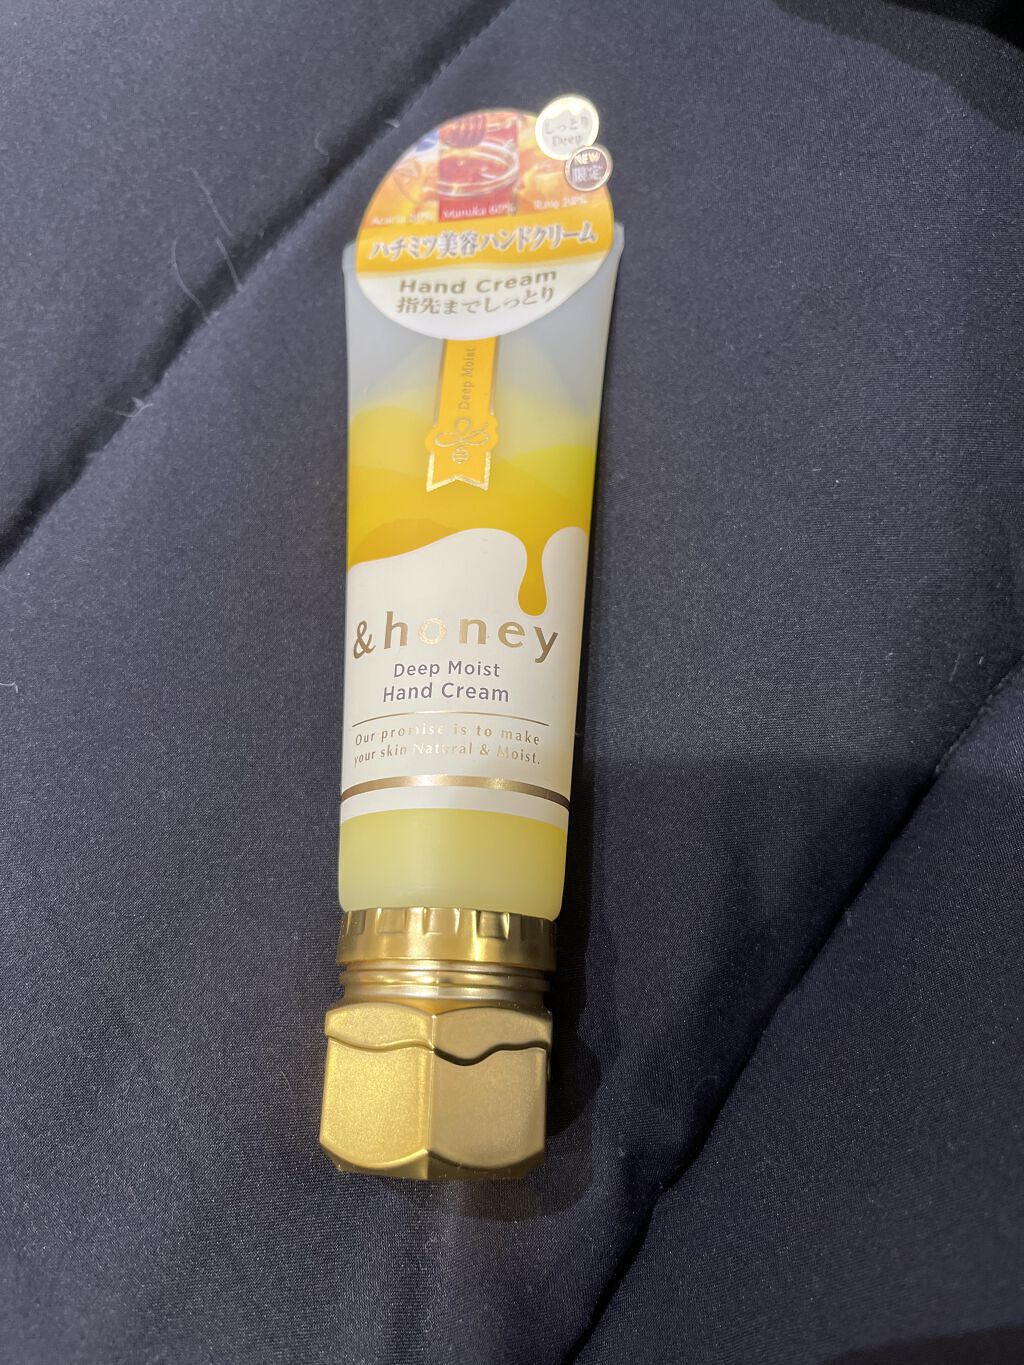 しっとり
Deep
NEW
限定
Manuka
ハチミツ美容ハンドクリーム
Hand Cream
指先までしっとり
Deep Moist
&honey
Deep Moist
Hand Cream
Our promise is to make
your skin Natural & Moist.